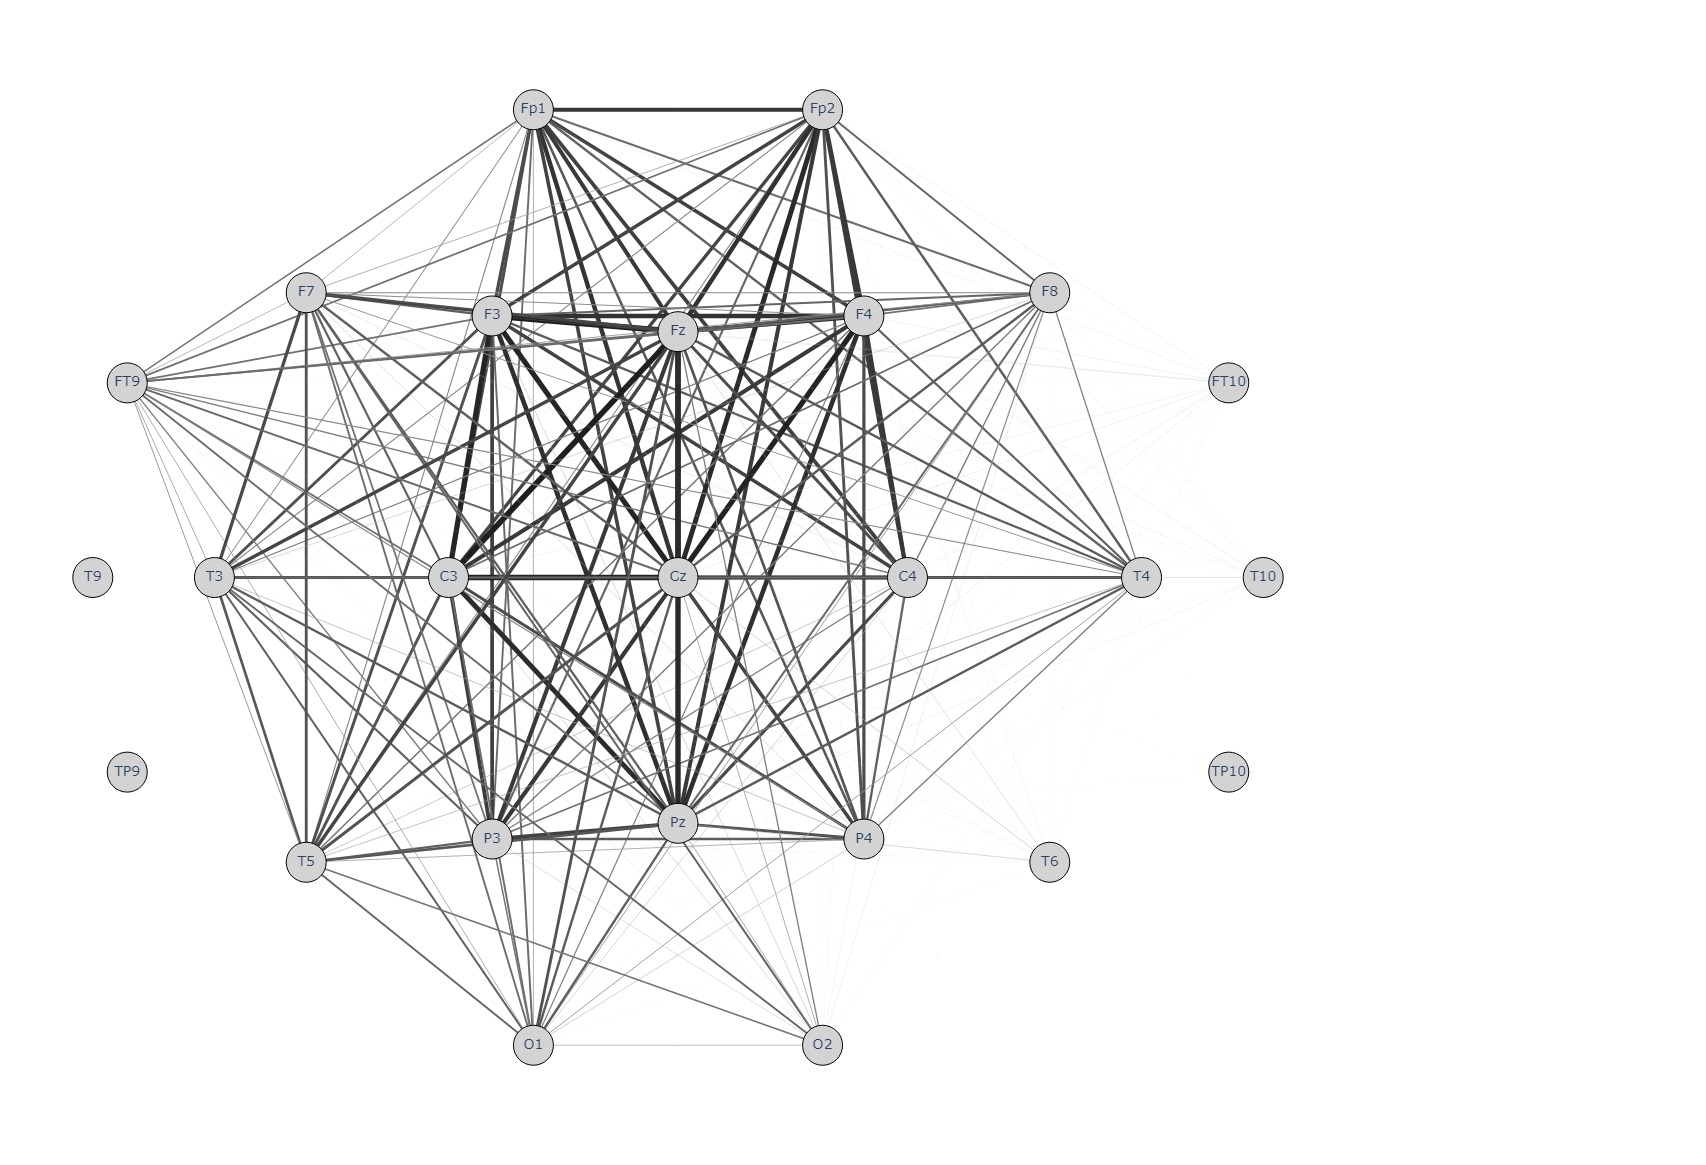 Fp1 Fp2
F7 F3 Fz F4 F8
FT9 FT10
T9 T3 C3 Cz C4 T4 T10
TP9 TP10
T5 P3 Pz P4 T6
O1 O2